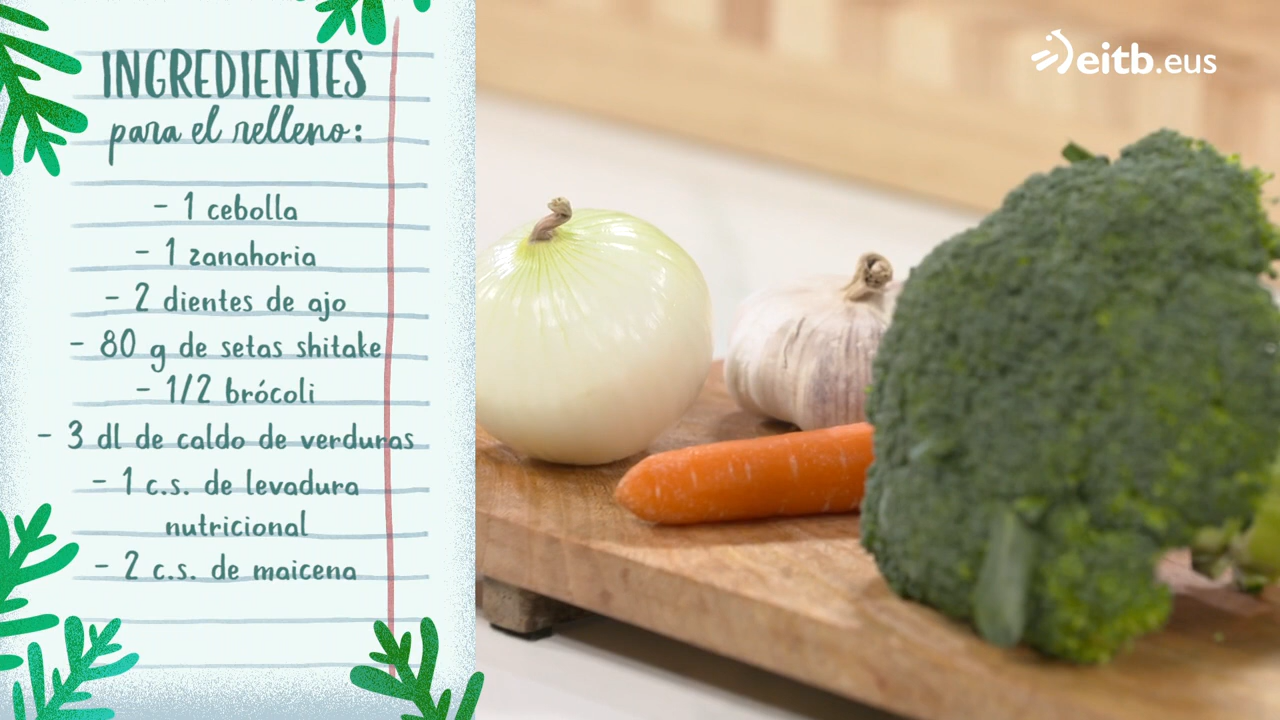 INGREDIENTES
para el relleno:
- 1 cebolla
- 1 zanahoria
- 2 dientes de ajo
- 80 g de setas shitake
- 1/2 brócoli
- 3 dl de caldo de verduras
- 1 c.s. de levadura
nutricional
- 2 c.s. de maicena
eitb.eus